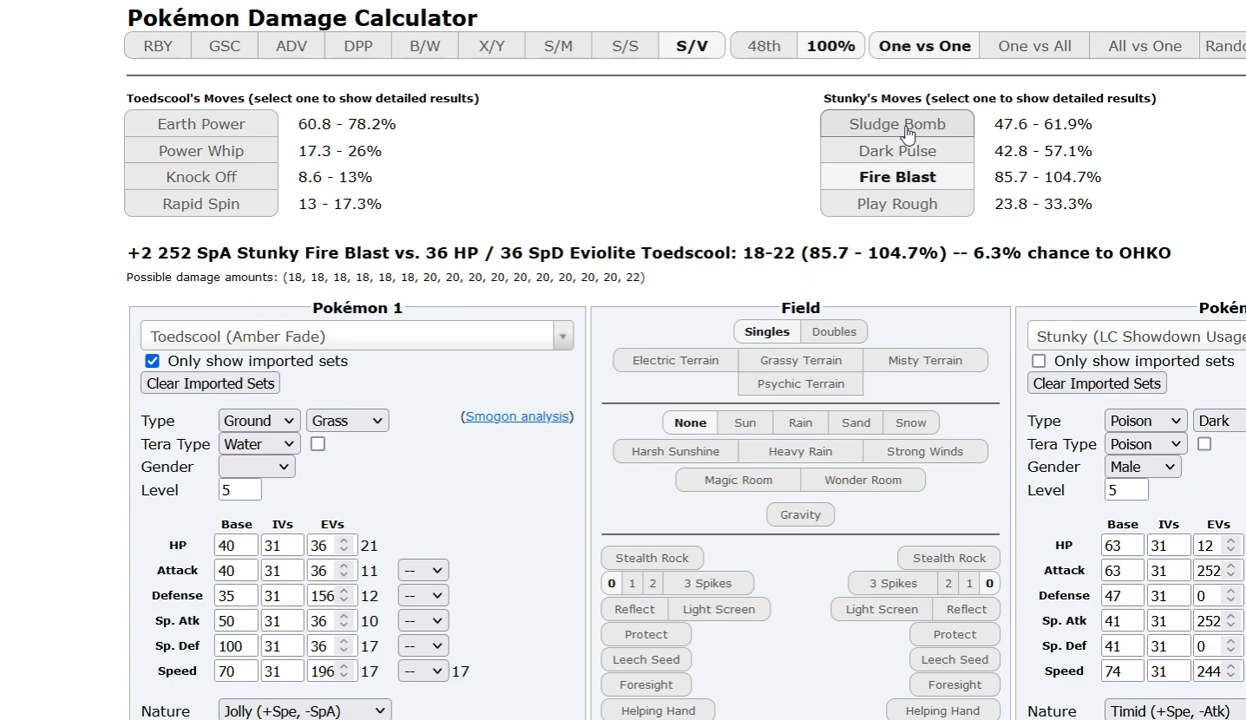 Pokémon Damage Calculator
RBY GSC ADV DPP B/W X/Y S/M S/S S/V 48th 100% One vs One One vs All All vs One
Toedscool's Moves (select one to show detailed results)
Earth Power 60.8 - 78.2%
Power Whip 17.3 - 26%
Knock Off 8.6 - 13%
Rapid Spin 13 - 17.3%
Stunky's Moves (select one to show detailed results)
Sludge Bomb 47.6 - 61.9%
Dark Pulse 42.8 - 57.1%
Fire Blast 85.7 - 104.7%
Play Rough 23.8 - 33.3%
+2 252 SpA Stunky Fire Blast vs. 36 HP / 36 SpD Eviolite Toedscool: 18-22 (85.7 - 104.7%) -- 6.3% chance to OHKO
Possible damage amounts: (18, 18, 18, 18, 18, 18, 20, 20, 20, 20, 20, 20, 20, 20, 20, 22)
Pokémon 1
Toedscool (Amber Fade)
Only show imported sets
Clear Imported Sets
Type Ground Grass (Smogon analysis)
Tera Type Water
Gender
Level 5
Base IVs EVs
HP 40 31 36 21
Attack 40 31 36 11 --
Defense 35 31 156 12 --
Sp. Atk 50 31 36 10 --
Sp. Def 100 31 36 17 --
Speed 70 31 196 17 -- 17
Nature Jolly (+Spe, -SpA)
Field
Singles Doubles
Electric Terrain Grassy Terrain Misty Terrain
Psychic Terrain
None Sun Rain Sand Snow
Harsh Sunshine Heavy Rain Strong Winds
Magic Room Wonder Room
Gravity
Stealth Rock Stealth Rock
0 1 2 3 Spikes 3 Spikes 2 1 0
Reflect Light Screen Light Screen Reflect
Protect Protect
Leech Seed Leech Seed
Foresight Foresight
Helping Hand Helping Hand
Stunky (LC Showdown Usage
Only show imported sets
Clear Imported Sets
Type Poison Dark
Tera Type Poison
Gender Male
Level 5
Base IVs EVs
HP 63 31 12
Attack 63 31 252
Defense 47 31 0
Sp. Atk 41 31 252
Sp. Def 41 31 0
Speed 74 31 244
Nature Timid (+Spe, -Atk)